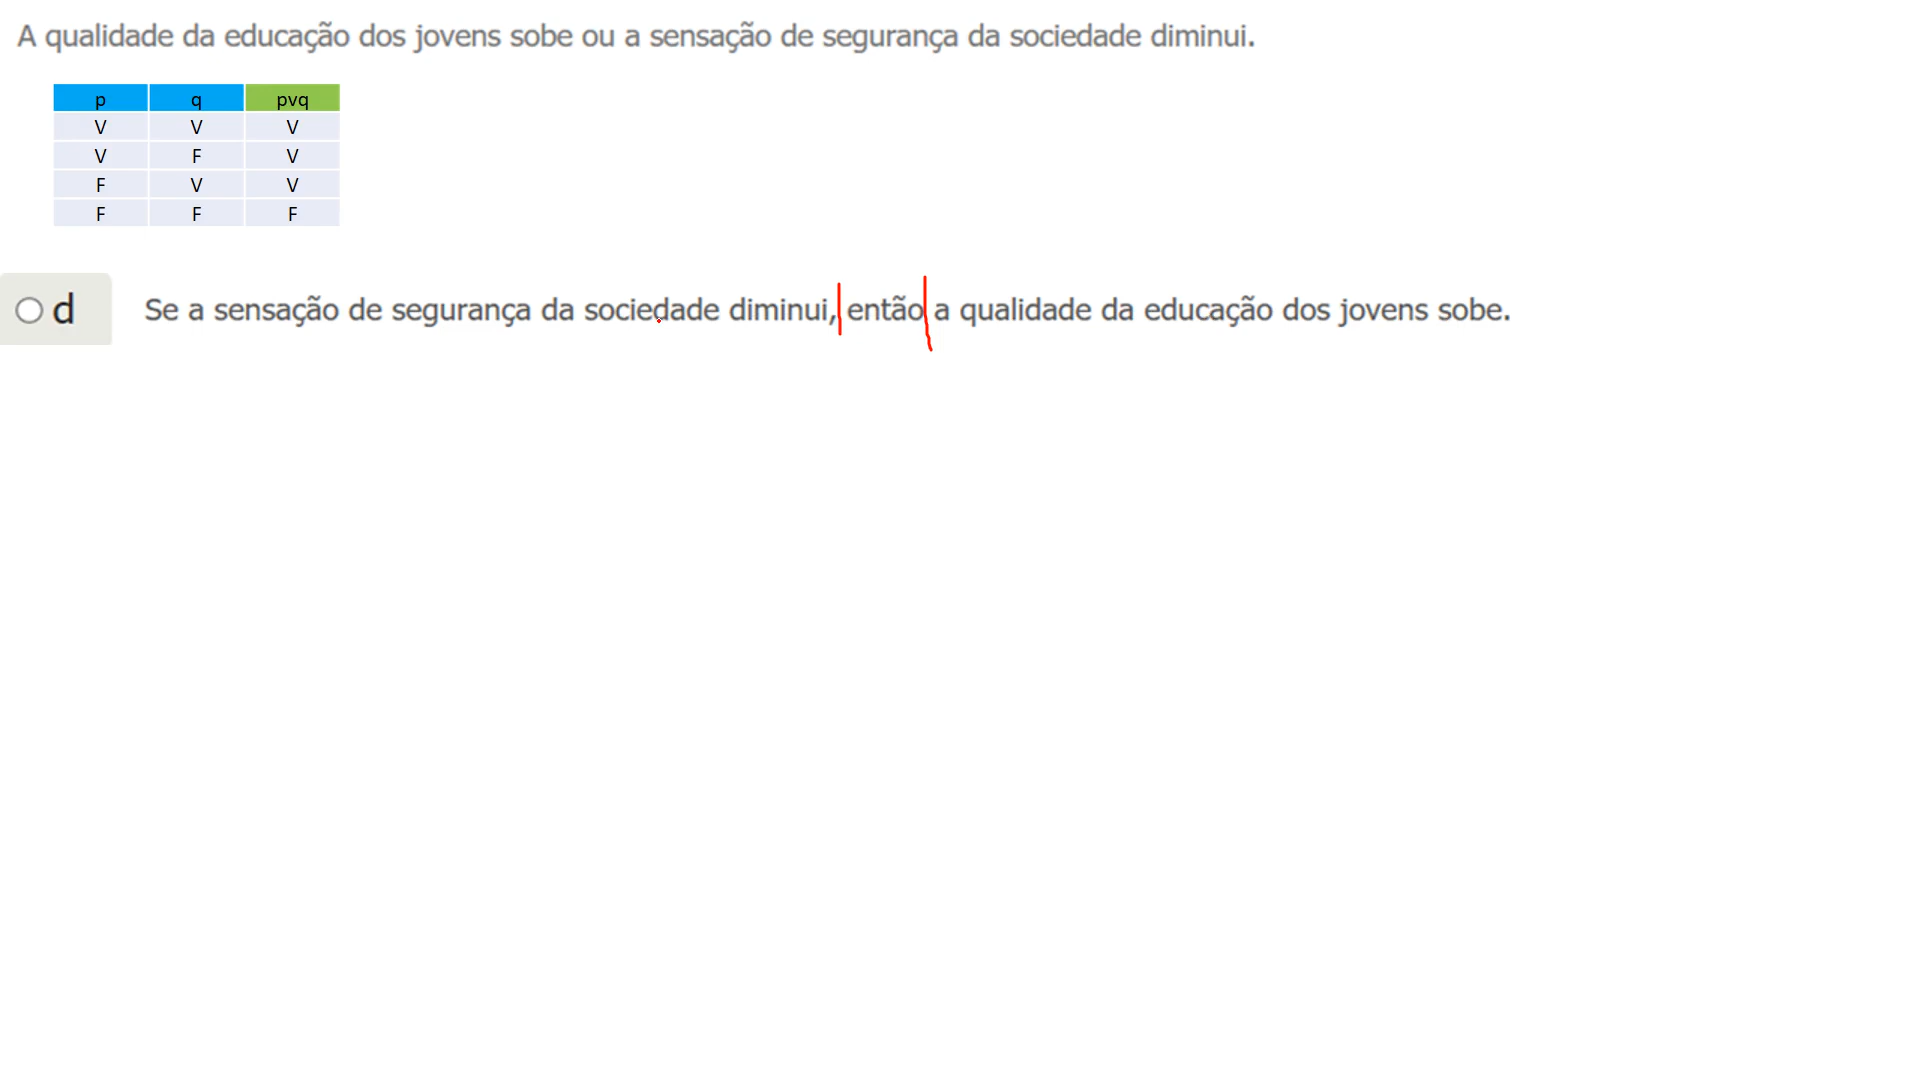 A qualidade da educação dos jovens sobe ou a sensação de segurança da sociedade diminui.
p q pvq
V V V
V F V
F V V
F F F
d Se a sensação de segurança da sociedade diminui, então a qualidade da educação dos jovens sobe.